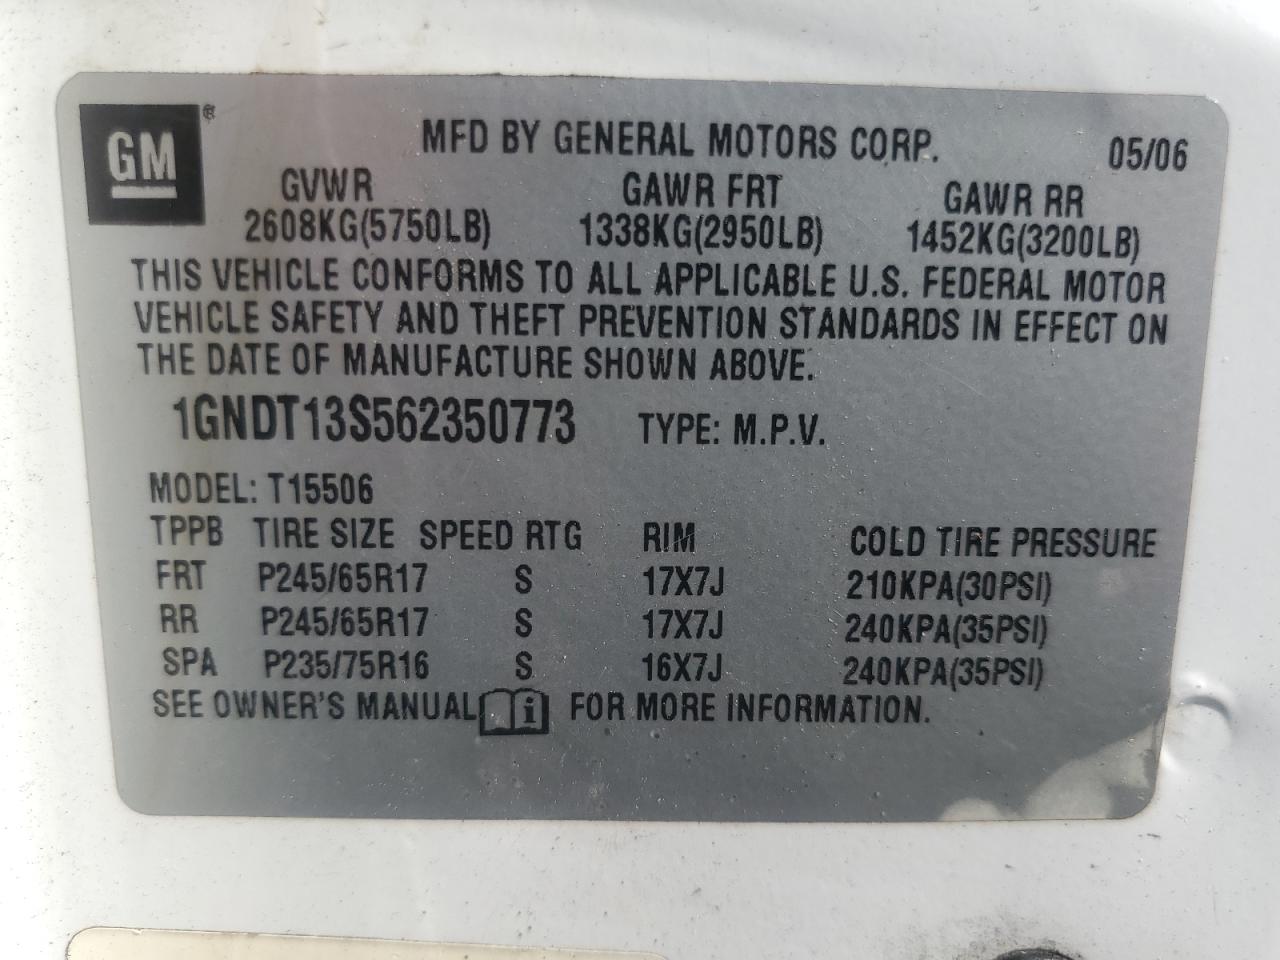 GM ®
MFD BY GENERAL MOTORS CORP. 05/06
GVWR GAWR FRT GAWR RR
2608KG(5750LB) 1338KG(2950LB) 1452KG(3200LB)
THIS VEHICLE CONFORMS TO ALL APPLICABLE U.S. FEDERAL MOTOR
VEHICLE SAFETY AND THEFT PREVENTION STANDARDS IN EFFECT ON
THE DATE OF MANUFACTURE SHOWN ABOVE.
1GNDT13S562350773 TYPE: M.P.V.
MODEL: T15506
TPPB TIRE SIZE SPEED RTG RIM COLD TIRE PRESSURE
FRT P245/65R17 S 17X7J 210KPA(30PSI)
RR P245/65R17 S 17X7J 240KPA(35PSI)
SPA P235/75R16 S 16X7J 240KPA(35PSI)
SEE OWNER'S MANUAL i FOR MORE INFORMATION.